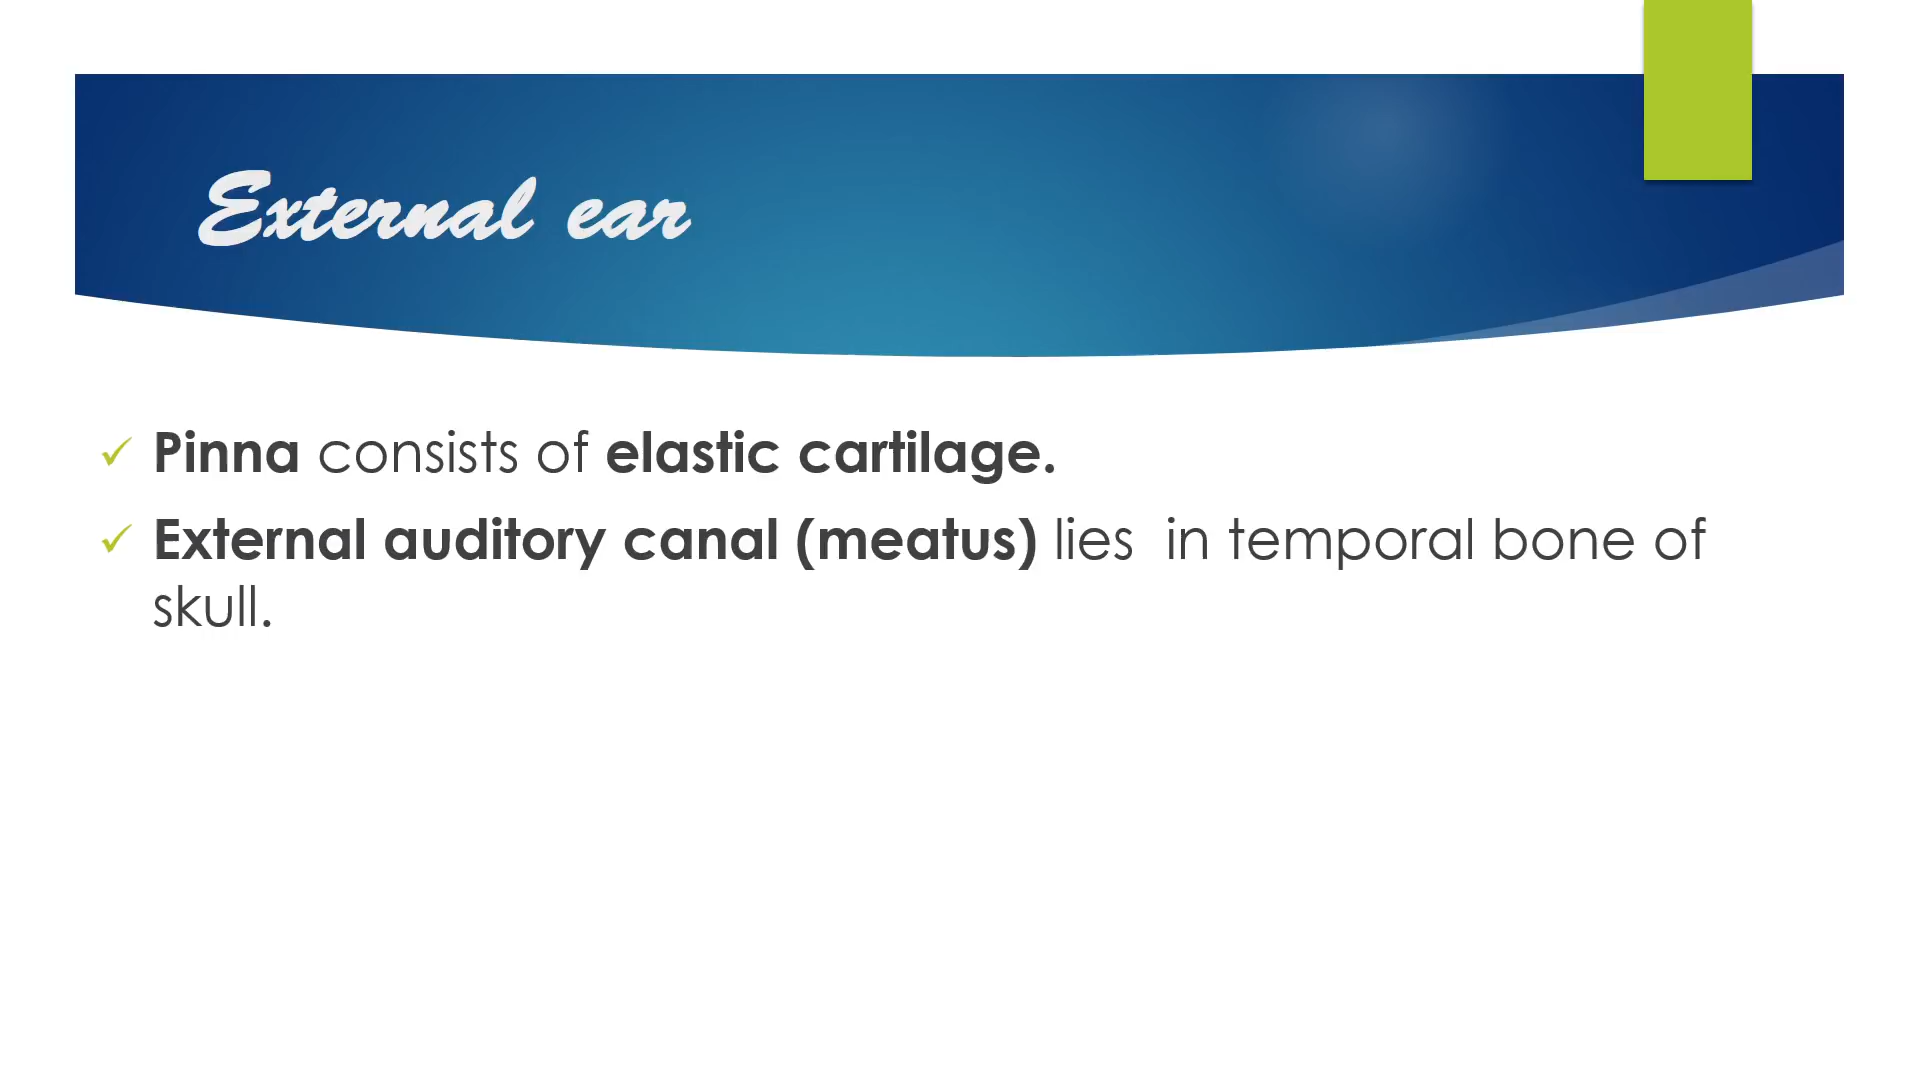 External ear
✓ Pinna consists of elastic cartilage.
✓ External auditory canal (meatus) lies  in temporal bone of
skull.